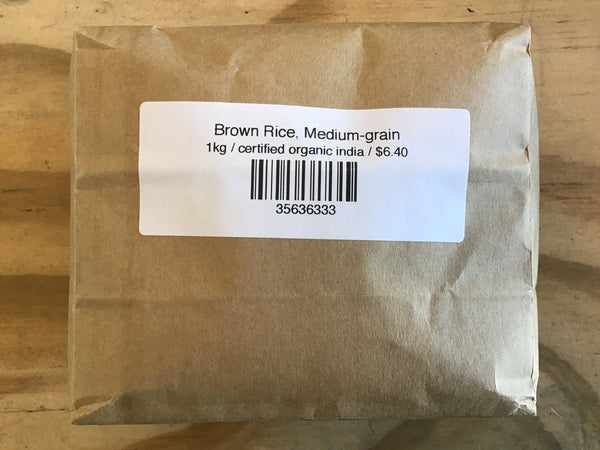 Brown Rice, Medium-grain
1kg / certified organic india / $6.40
35636333